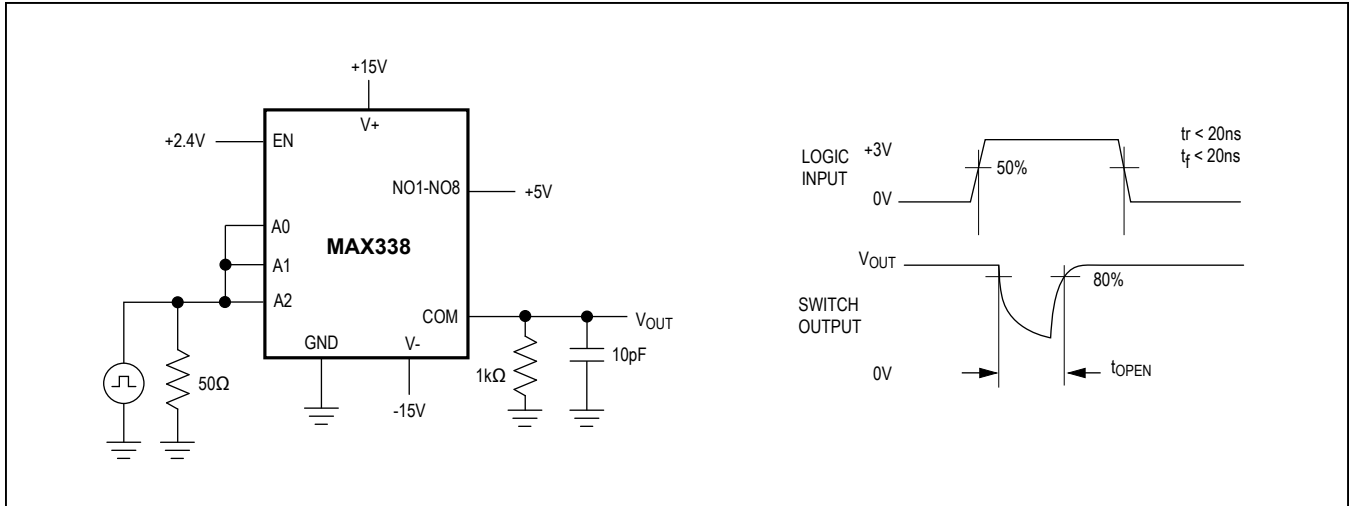 +15V
V+
+2.4V
EN
NO1-NO8
+5V
A0
MAX338
A1
A2
COM
VOUT
GND
V-
10pF
50Ω
1kΩ
-15V
LOGIC
INPUT
+3V
50%
0V
tr < 20ns
tf < 20ns
VOUT
80%
SWITCH
OUTPUT
0V
tOPEN